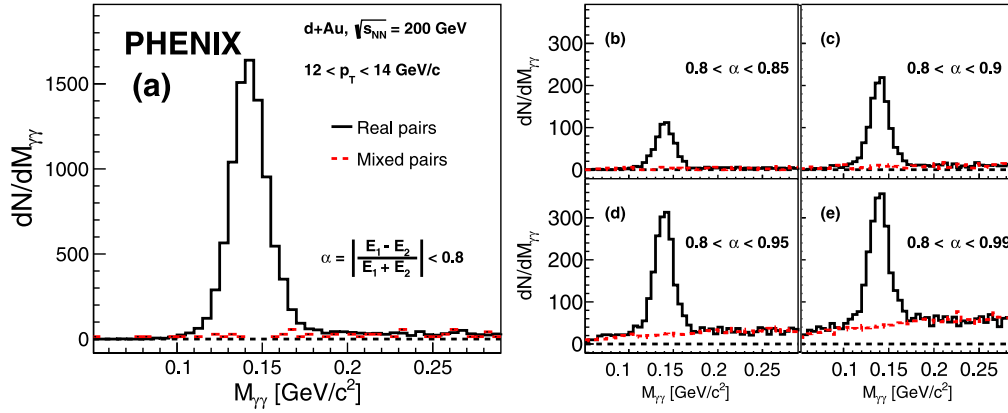 PHENIX
(a)
d+Au, √s_NN = 200 GeV
12 < p_T < 14 GeV/c
Real pairs
Mixed pairs
α = |E_1 - E_2 / E_1 + E_2| < 0.8
dN/dM_γγ
1500
1000
500
0
0.1 0.15 0.2 0.25
M_γγ [GeV/c²]
(b)
0.8 < α < 0.85
dN/dM_γγ
300
200
100
0
(c)
0.8 < α < 0.9
(d)
0.8 < α < 0.95
dN/dM_γγ
300
200
100
0
0.1 0.15 0.2 0.25
M_γγ [GeV/c²]
(e)
0.8 < α < 0.99
0.1 0.15 0.2 0.25
M_γγ [GeV/c²]